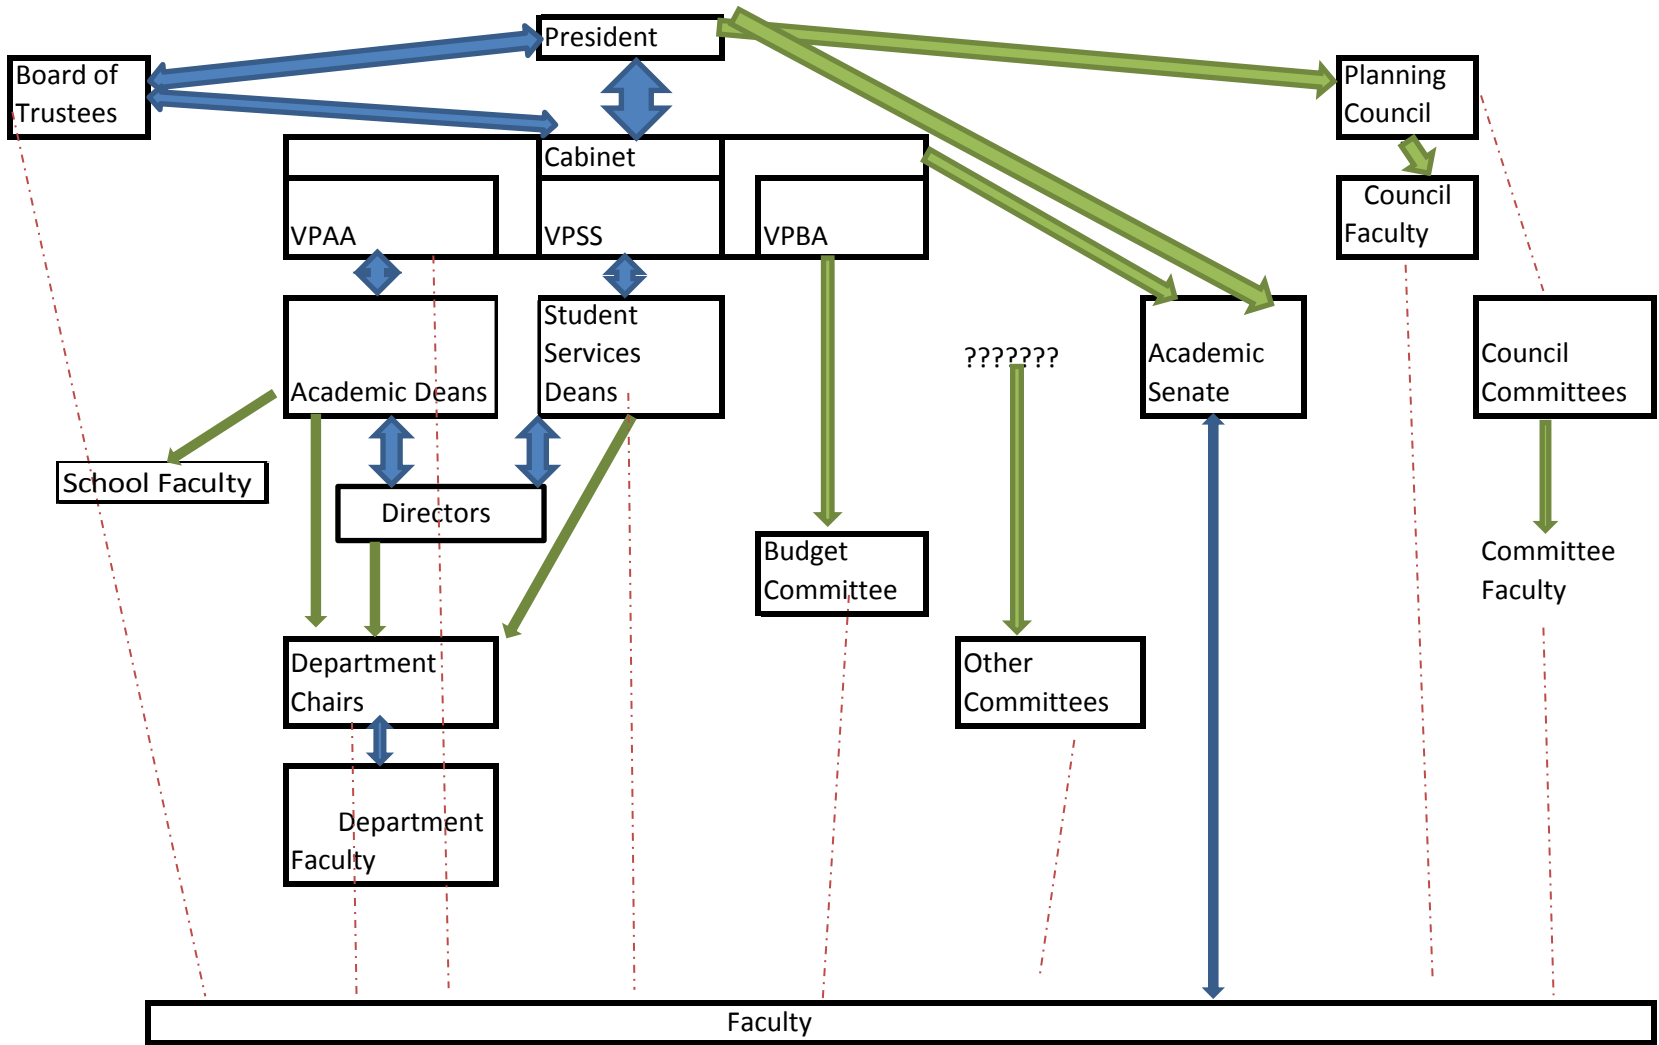 President
Board of
Trustees
Planning
Council
Cabinet
Council
Faculty
VPAA
VPSS
VPBA
Student
Services
Deans
Academic Deans
???????
Academic
Senate
Council
Committees
School Faculty
Directors
Budget
Committee
Committee
Faculty
Department
Chairs
Other
Committees
Department
Faculty
Faculty